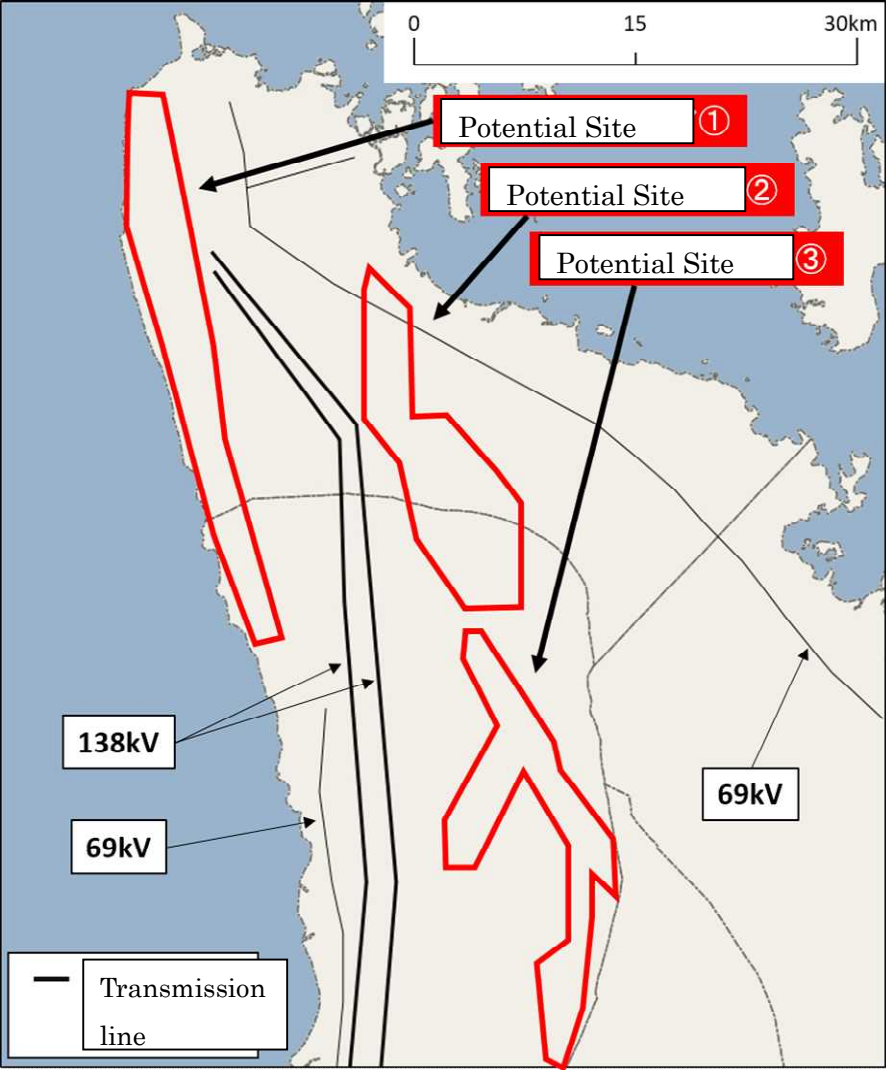 0 15 30km
Potential Site ①
Potential Site ②
Potential Site ③
138kV
69kV
69kV
Transmission
line